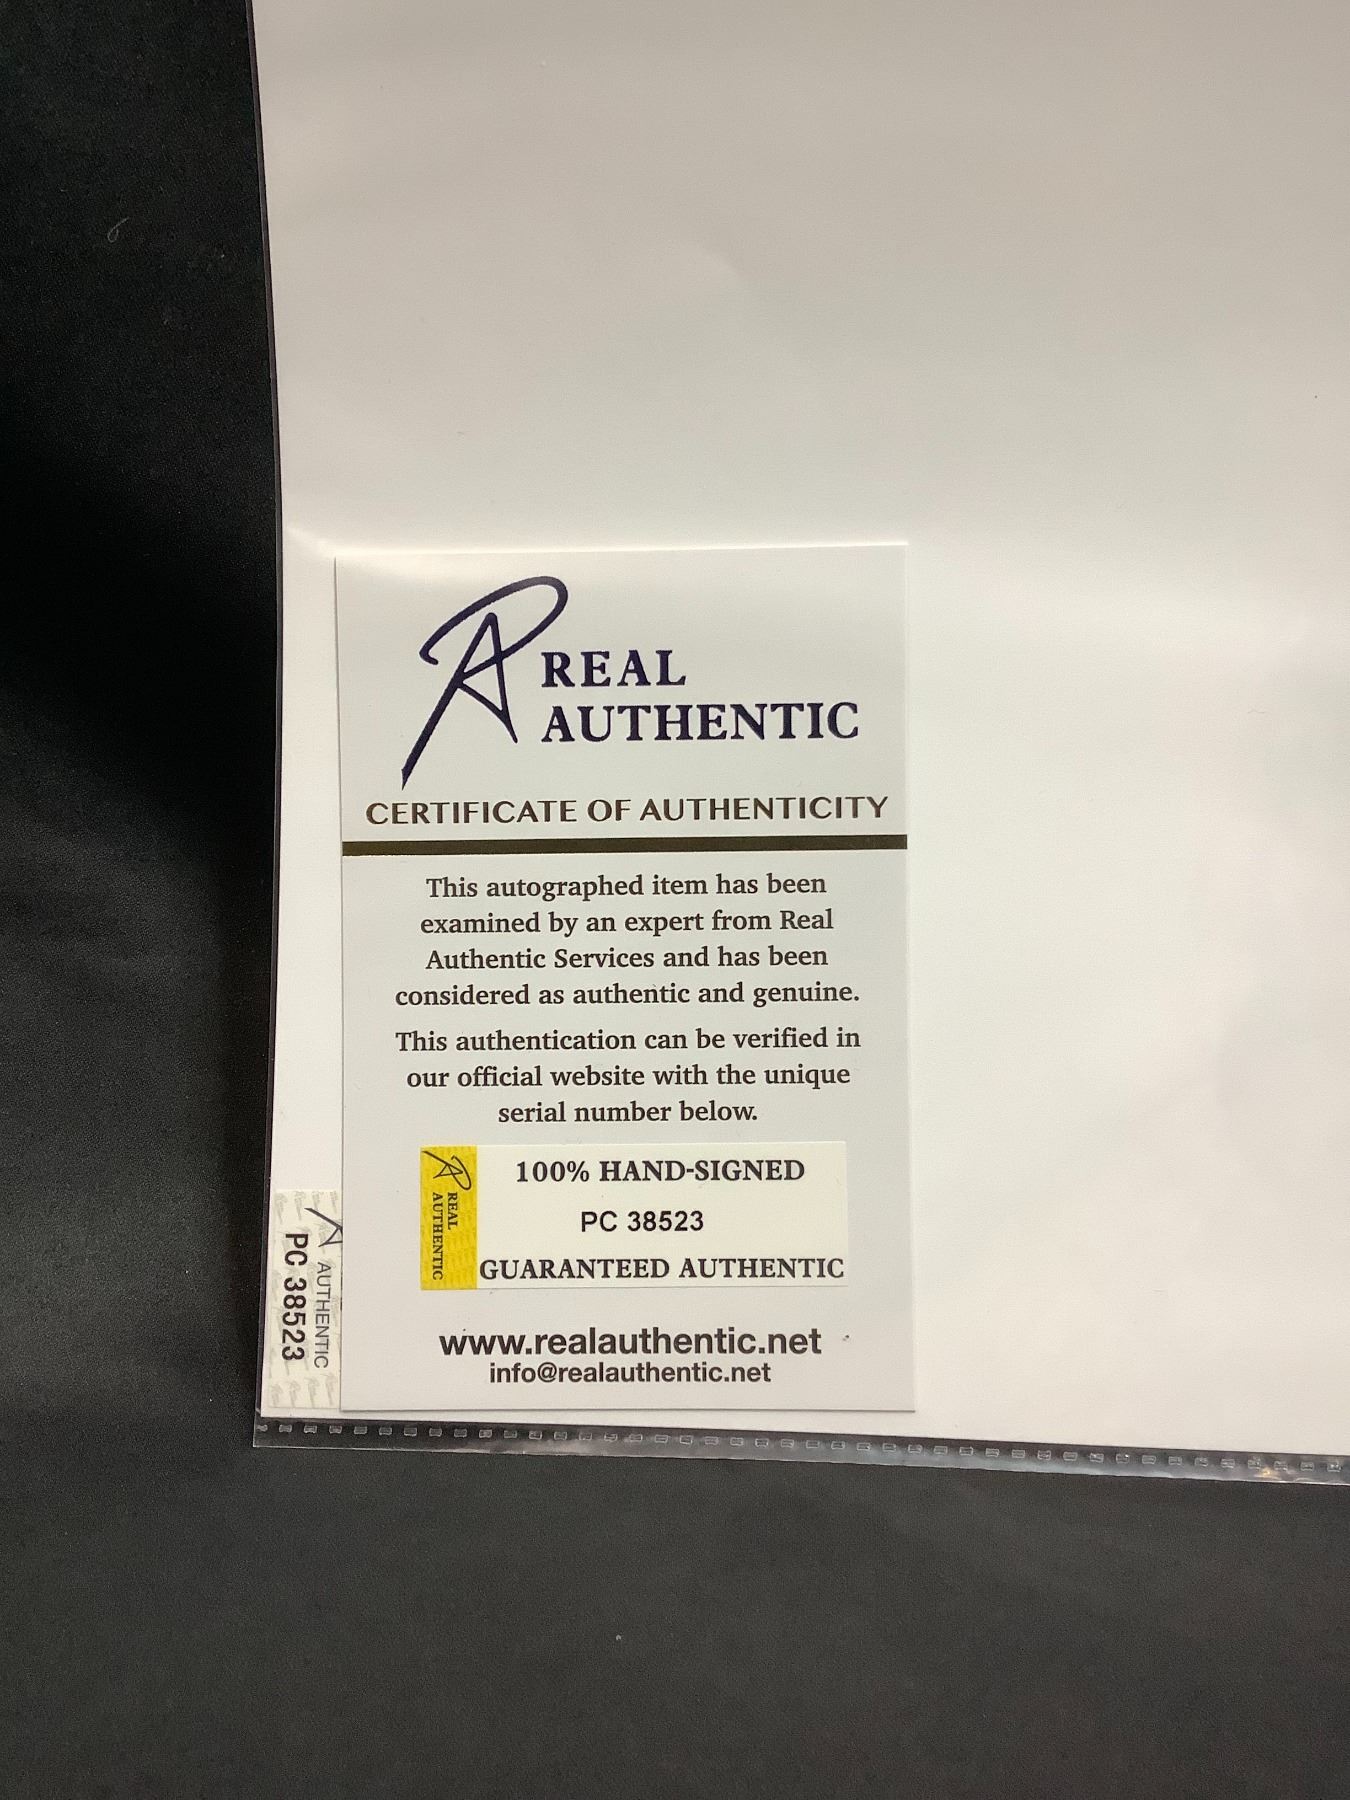 REAL
AUTHENTIC
CERTIFICATE OF AUTHENTICITY
This autographed item has been
examined by an expert from Real
Authentic Services and has been
considered as authentic and genuine.
This authentication can be verified in
our official website with the unique
serial number below.
REAL
AUTHENTIC
100% HAND-SIGNED
PC 38523
GUARANTEED AUTHENTIC
www.realauthentic.net
info@realauthentic.net
AUTHENTIC
PC 38523